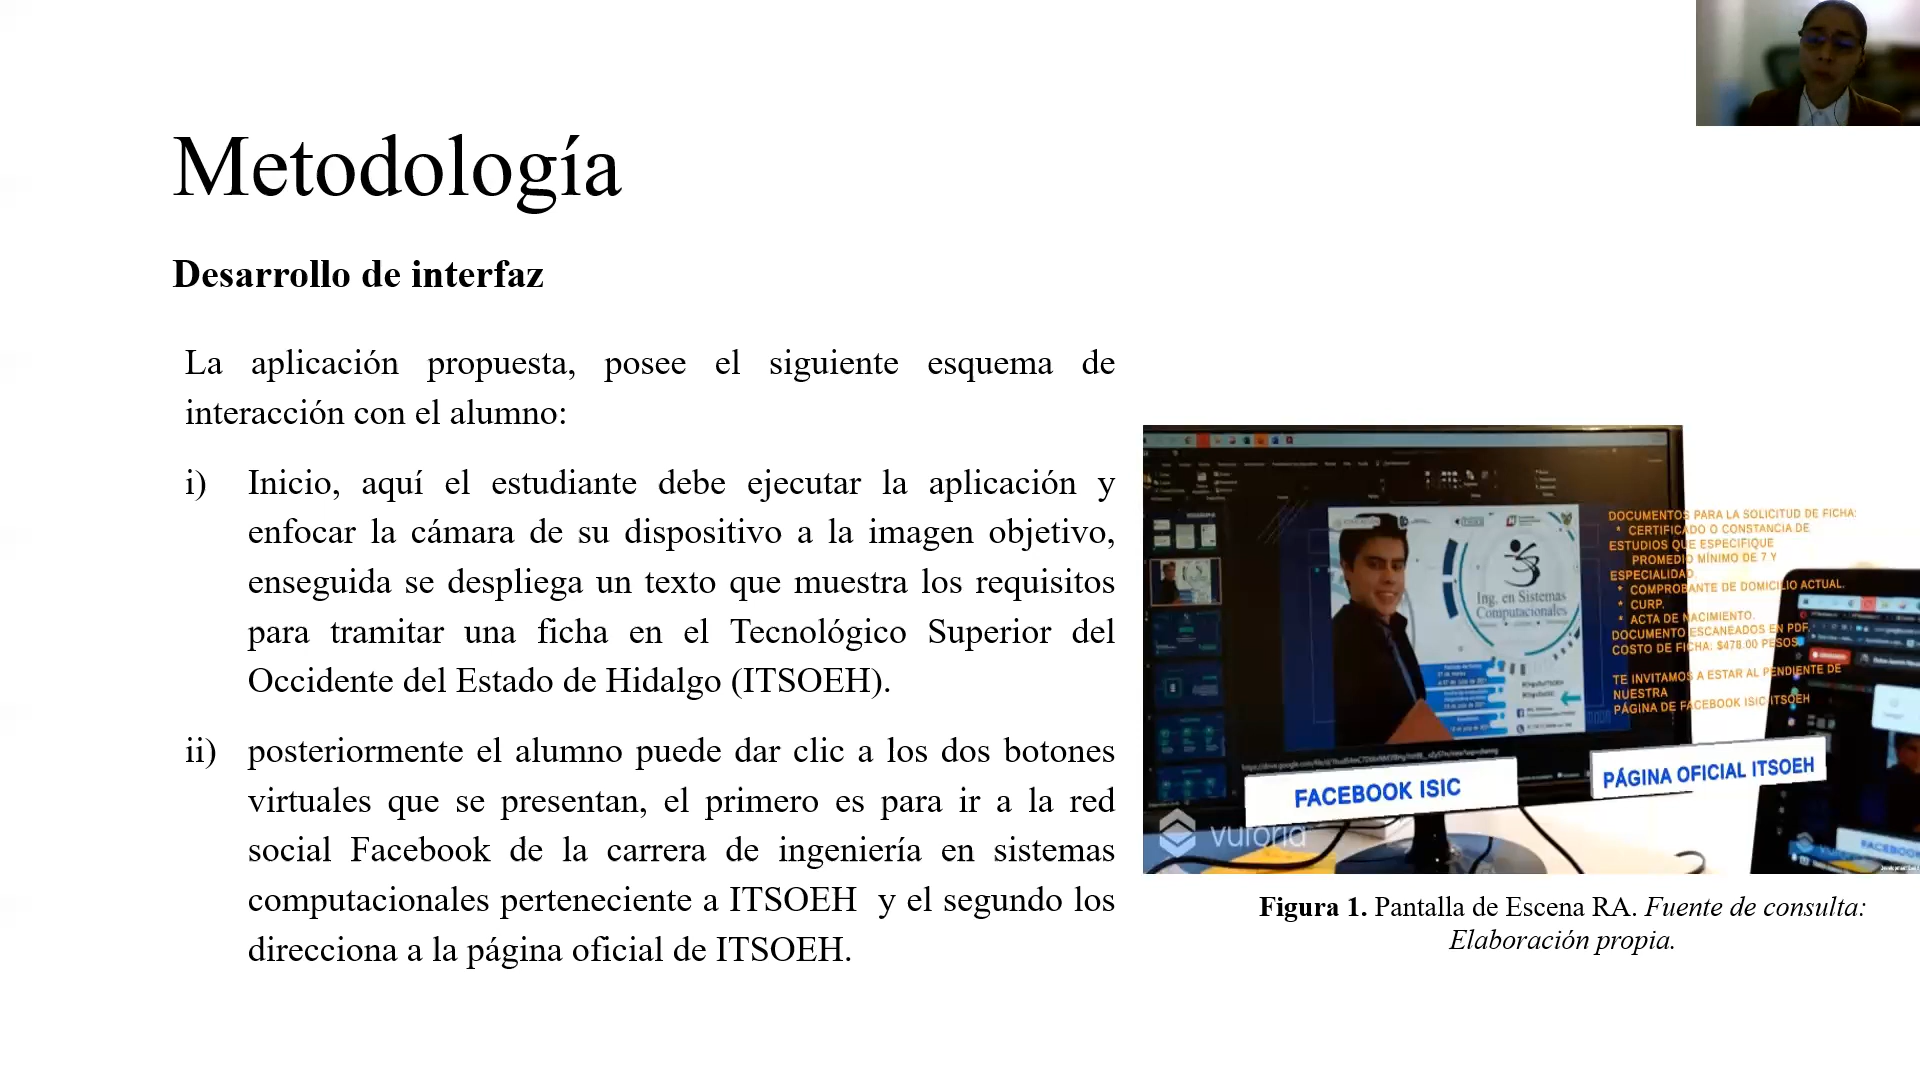 Metodología
Desarrollo de interfaz
La aplicación propuesta, posee el siguiente esquema de
interacción con el alumno:
i) Inicio, aquí el estudiante debe ejecutar la aplicación y
enfocar la cámara de su dispositivo a la imagen objetivo,
enseguida se despliega un texto que muestra los requisitos
para tramitar una ficha en el Tecnológico Superior del
Occidente del Estado de Hidalgo (ITSOEH).
ii) posteriormente el alumno puede dar clic a los dos botones
virtuales que se presentan, el primero es para ir a la red
social Facebook de la carrera de ingeniería en sistemas
computacionales perteneciente a ITSOEH y el segundo los
direcciona a la página oficial de ITSOEH.
Ing. en Sistemas
Computacionales
DOCUMENTOS PARA LA SOLICITUD DE FICHA:
* CERTIFICADO O CONSTANCIA DE
ESTUDIOS QUE ESPECIFIQUE
PROMEDIO MÍNIMO DE 7 Y
ESPECIALIDAD.
* COMPROBANTE DE DOMICILIO ACTUAL.
* CURP.
* ACTA DE NACIMIENTO.
DOCUMENTO ESCANEADOS EN PDF.
COSTO DE FICHA: $478.00 PESOS.
TE INVITAMOS A ESTAR AL PENDIENTE DE
NUESTRA
PÁGINA DE FACEBOOK ISIC-ITSOEH
FACEBOOK ISIC
PÁGINA OFICIAL ITSOEH
vuforia
FACEBOOK
Figura 1. Pantalla de Escena RA. Fuente de consulta:
Elaboración propia.